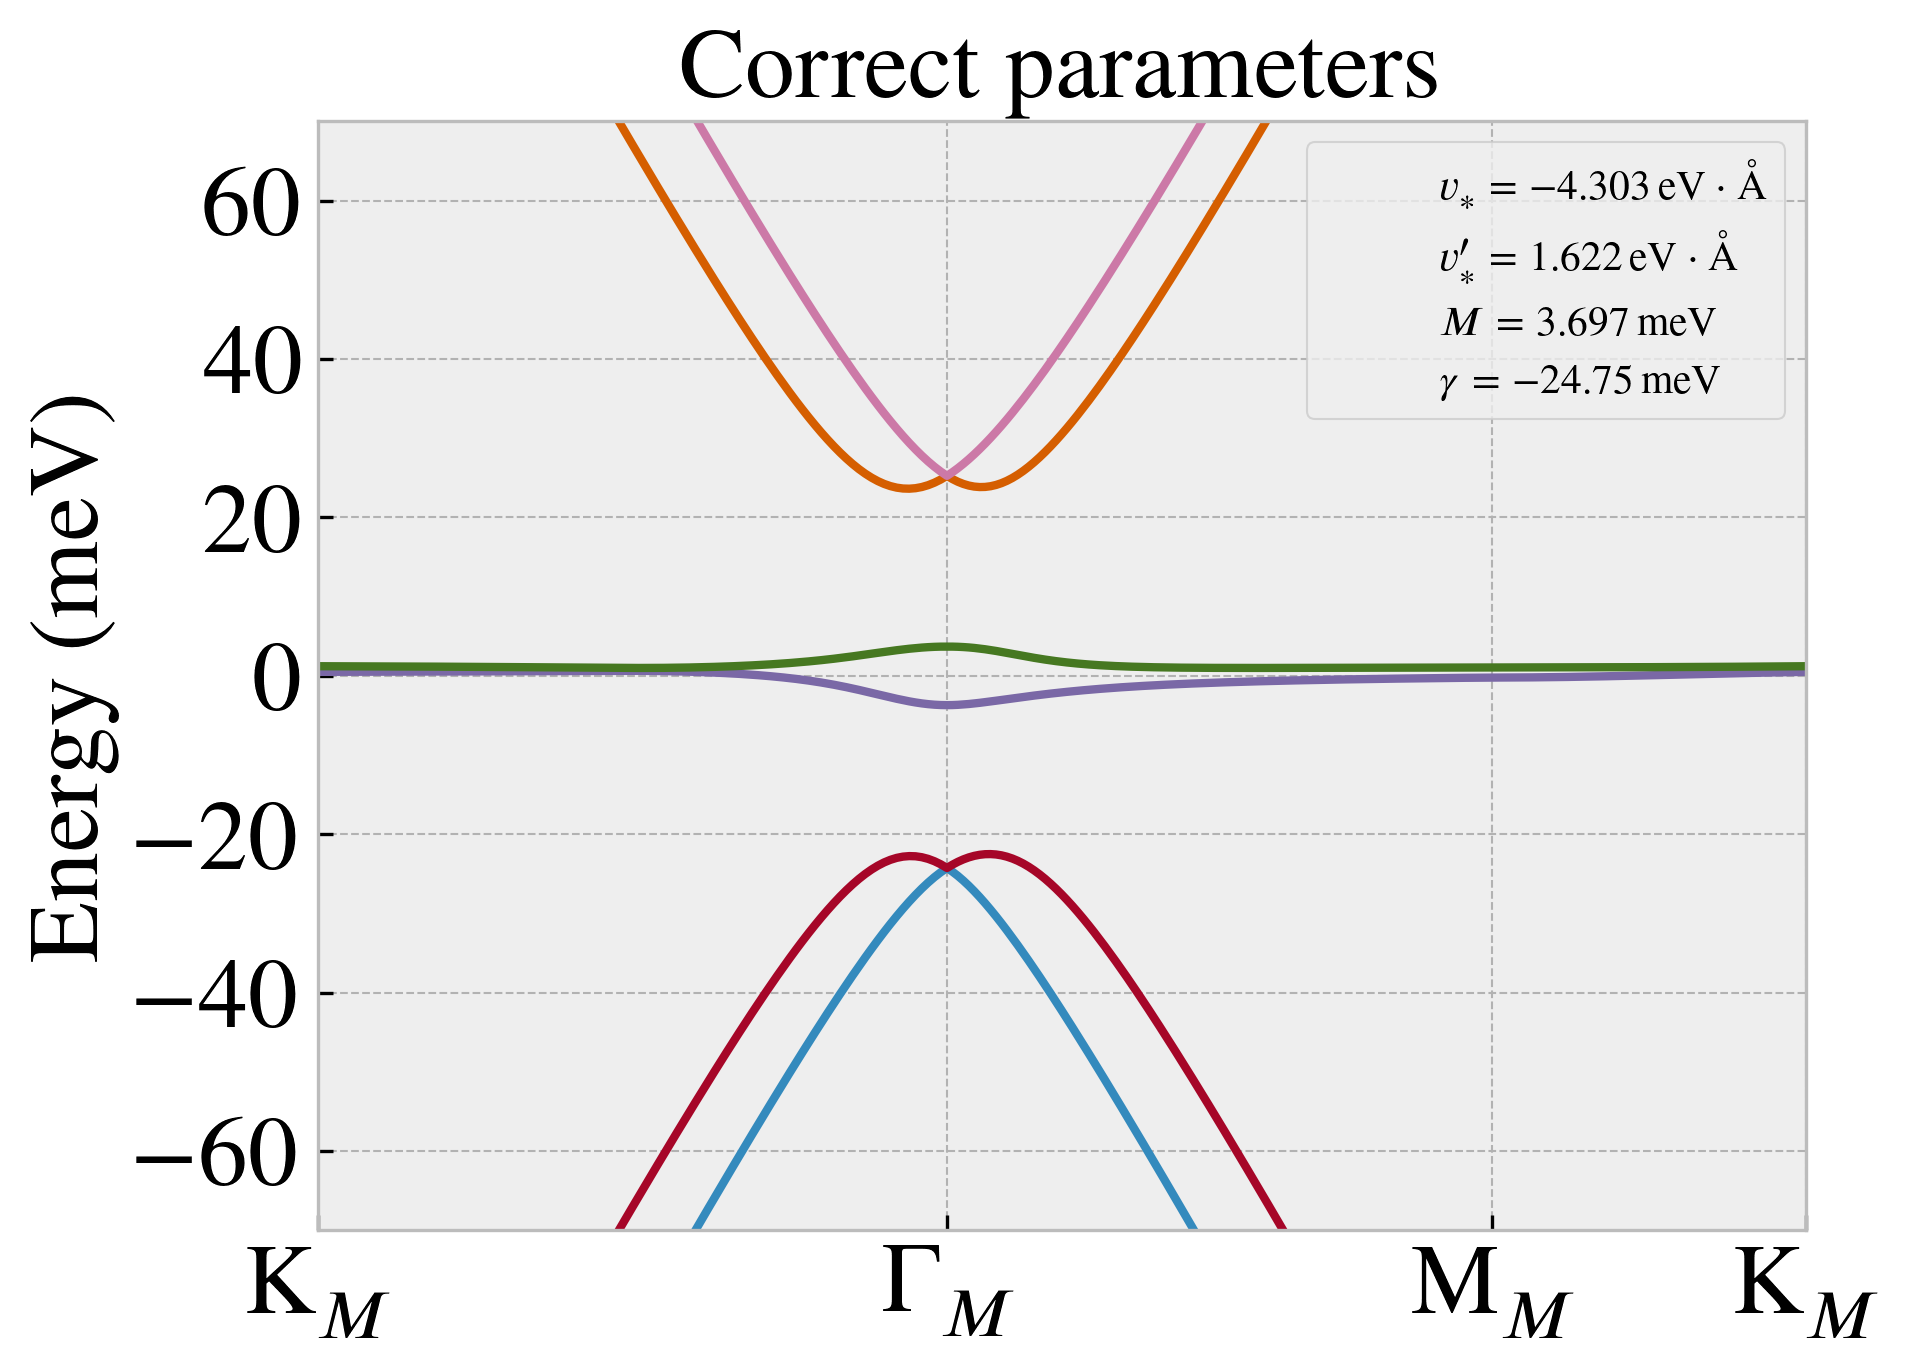 Correct parameters
v⋆ = −4.303 eV · Å
v′⋆ = 1.622 eV · Å
M = 3.697 meV
γ = −24.75 meV
Energy (meV)
60
40
20
0
−20
−40
−60
K_M Γ_M M_M K_M